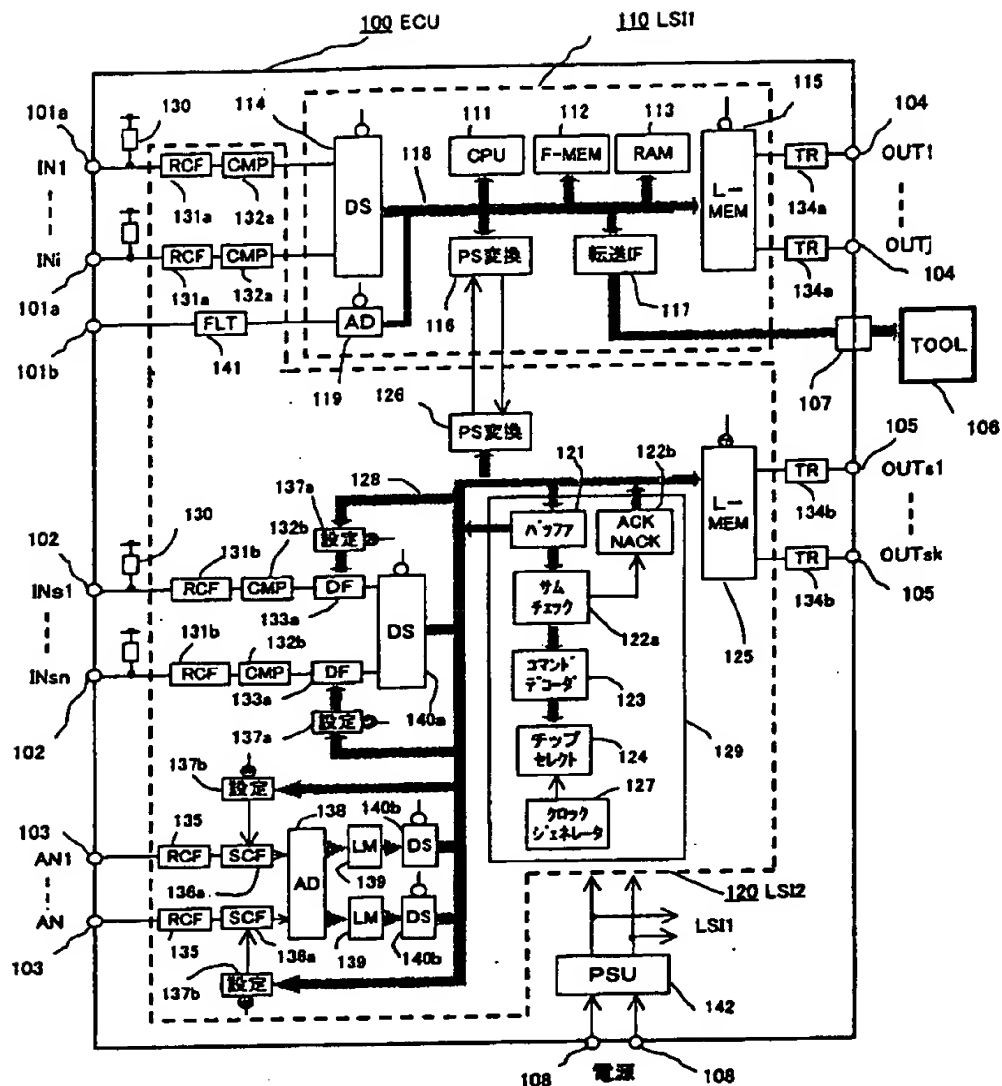 100 ECU
110 LSI1
101a
130
114
111
112
113
115
104
IN1
RCF
CMP
118
CPU
F-MEM
RAM
TR
OUT1
131a
132a
DS
L-MEM
134a
INi
RCF
CMP
PS変換
転送IF
TR
OUTj
104
131a
132a
134a
101a
116
117
FLT
AD
TOOL
101b
141
119
126
107
106
PS変換
121
122b
105
128
137a
L-MEM
TR
OUTs1
130
設定
バッファ
ACK NACK
134b
102
131b
132b
INs1
RCF
CMP
DF
サムチェック
TR
OUTsk
133a
DS
122a
134b
105
131b
132b
125
INsn
RCF
CMP
DF
コマンドデコーダ
133a
123
140a
設定
129
102
137a
チップセレクト
124
137b
設定
127
138
140b
クロックジェネレータ
103
135
AN1
RCF
SCF
LM
DS
136a
AD
139
120 LSI2
AN
RCF
SCF
LM
DS
LSI1
135
136a
139
140b
103
設定
137b
PSU
142
108
電源
108